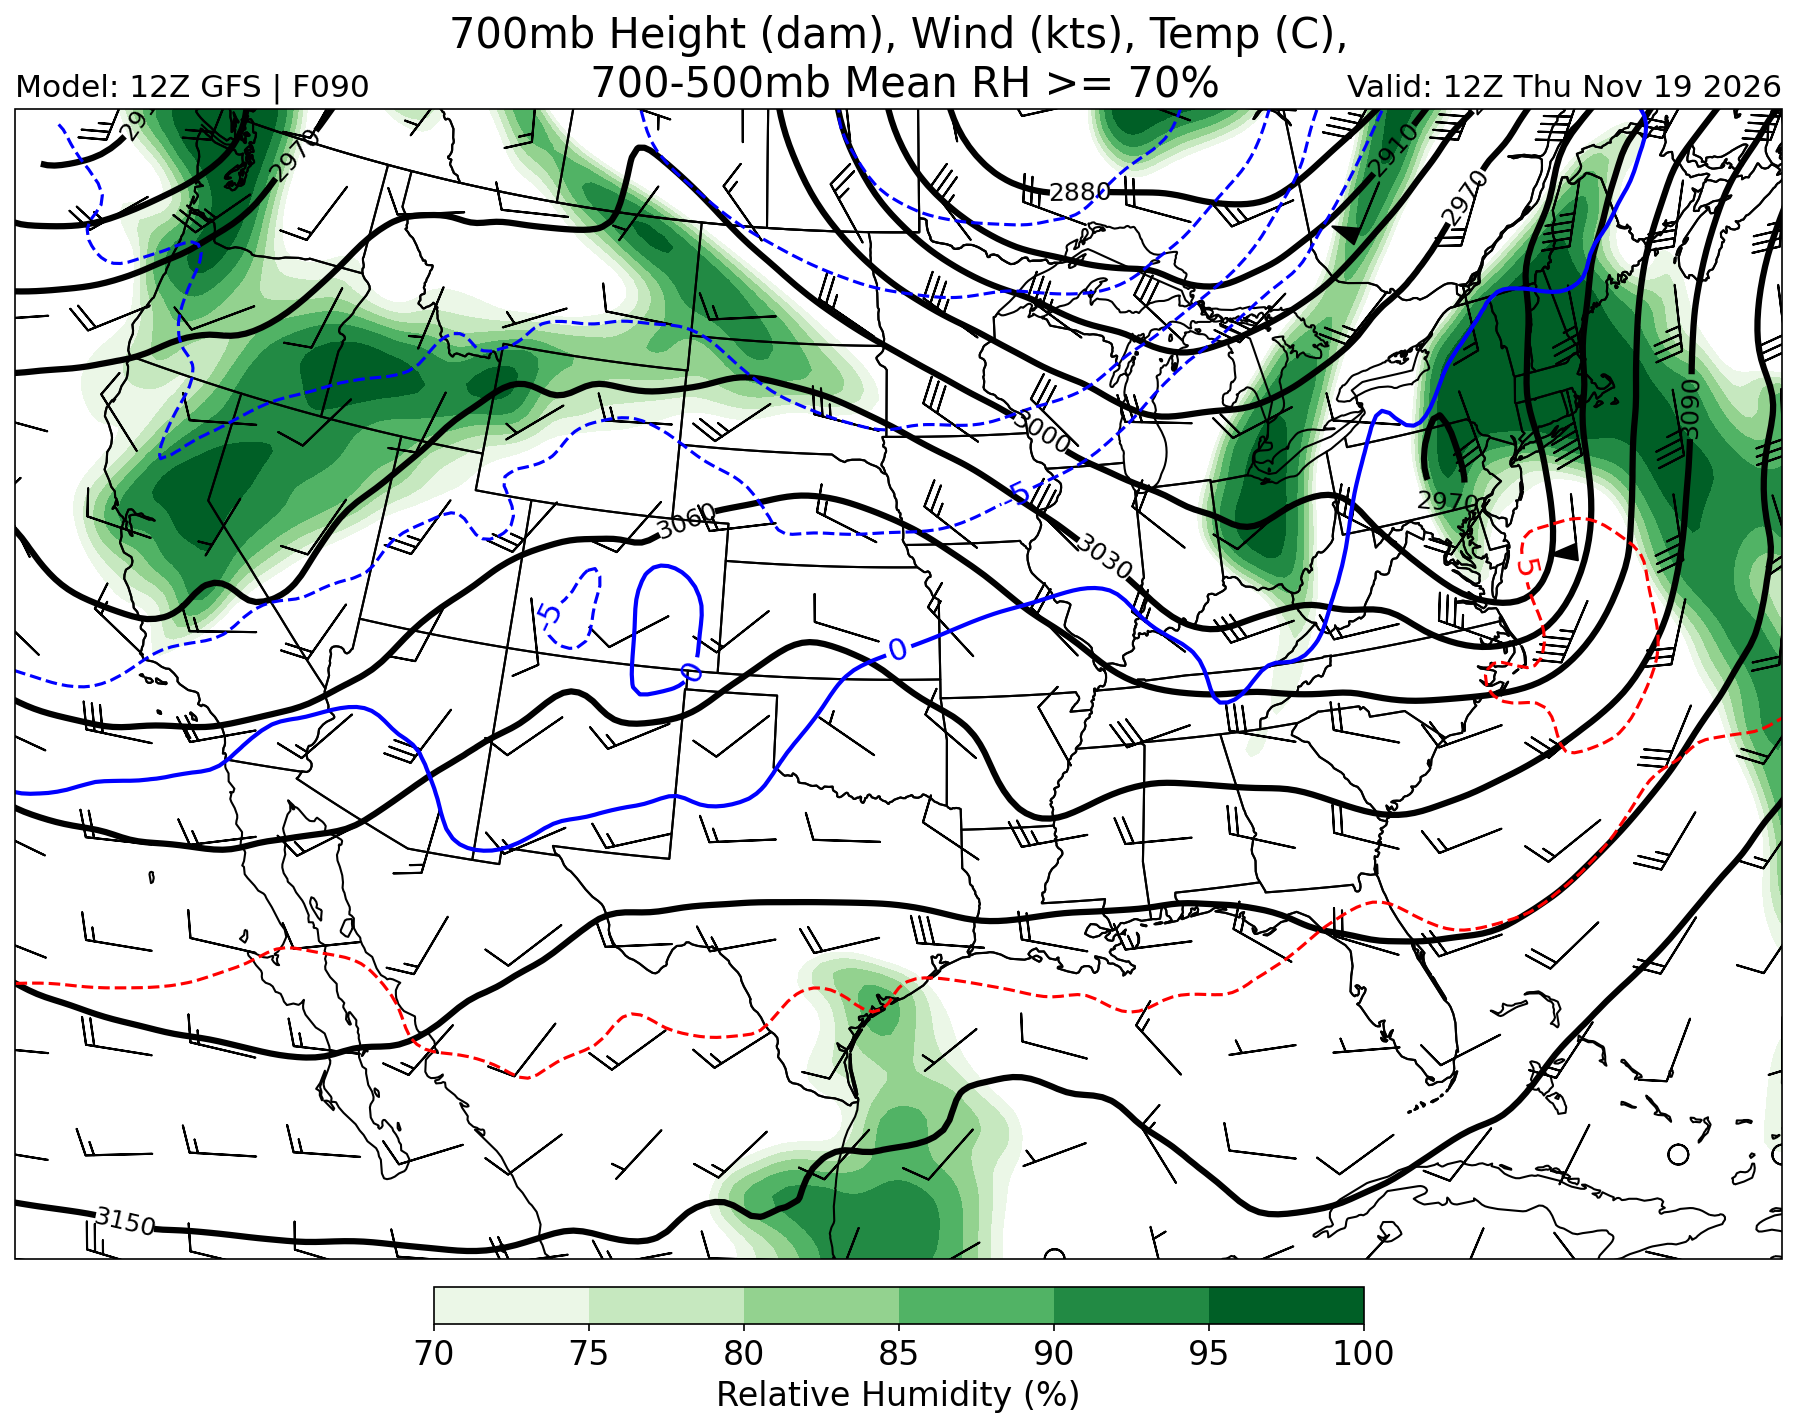 700mb Height (dam), Wind (kts), Temp (C),
Model: 12Z GFS | F090
700-500mb Mean RH >= 70%
Valid: 12Z Thu Nov 19 2026
2970
2910
2880
2970
3090
3000
-5
2970
3060
3030
5
-5
0
0
3150
70 75 80 85 90 95 100
Relative Humidity (%)